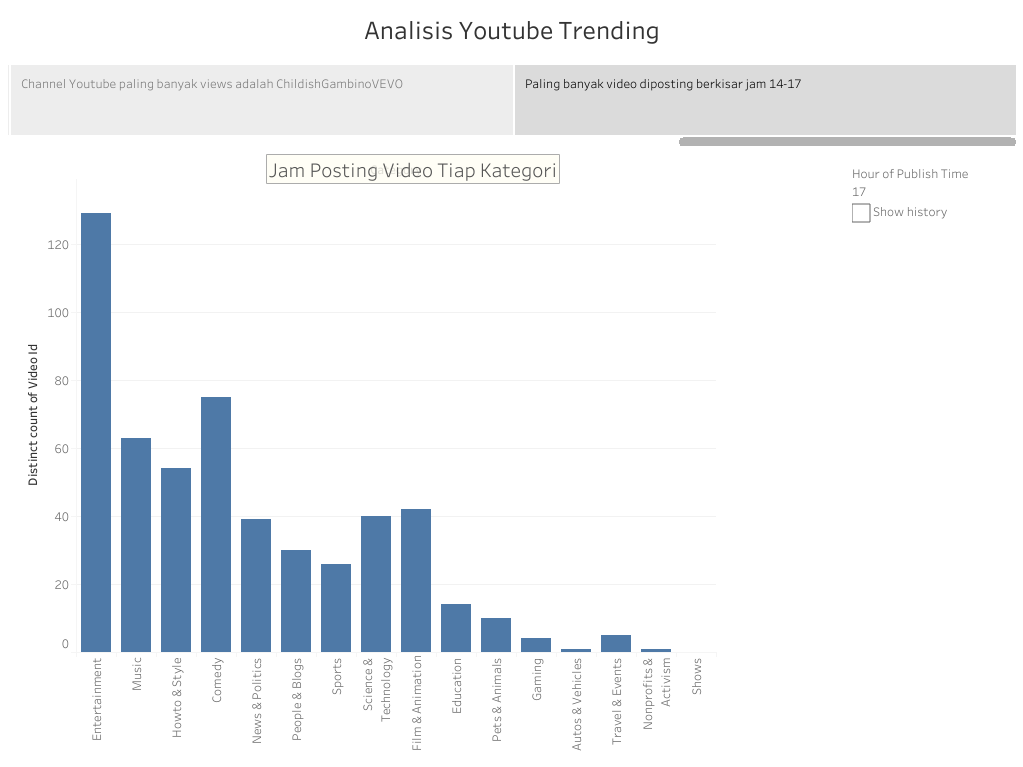 Analisis Youtube Trending
Channel Youtube paling banyak views adalah ChildishGambinoVEVO
Paling banyak video diposting berkisar jam 14-17
Jam Posting Video Tiap Kategori
Hour of Publish Time
17
Show history
Distinct count of Video Id
120
100
80
60
40
20
0
Entertainment
Music
Howto & Style
Comedy
News & Politics
People & Blogs
Sports
Science &
Technology
Film & Animation
Education
Pets & Animals
Gaming
Autos & Vehicles
Travel & Events
Nonprofits &
Activism
Shows